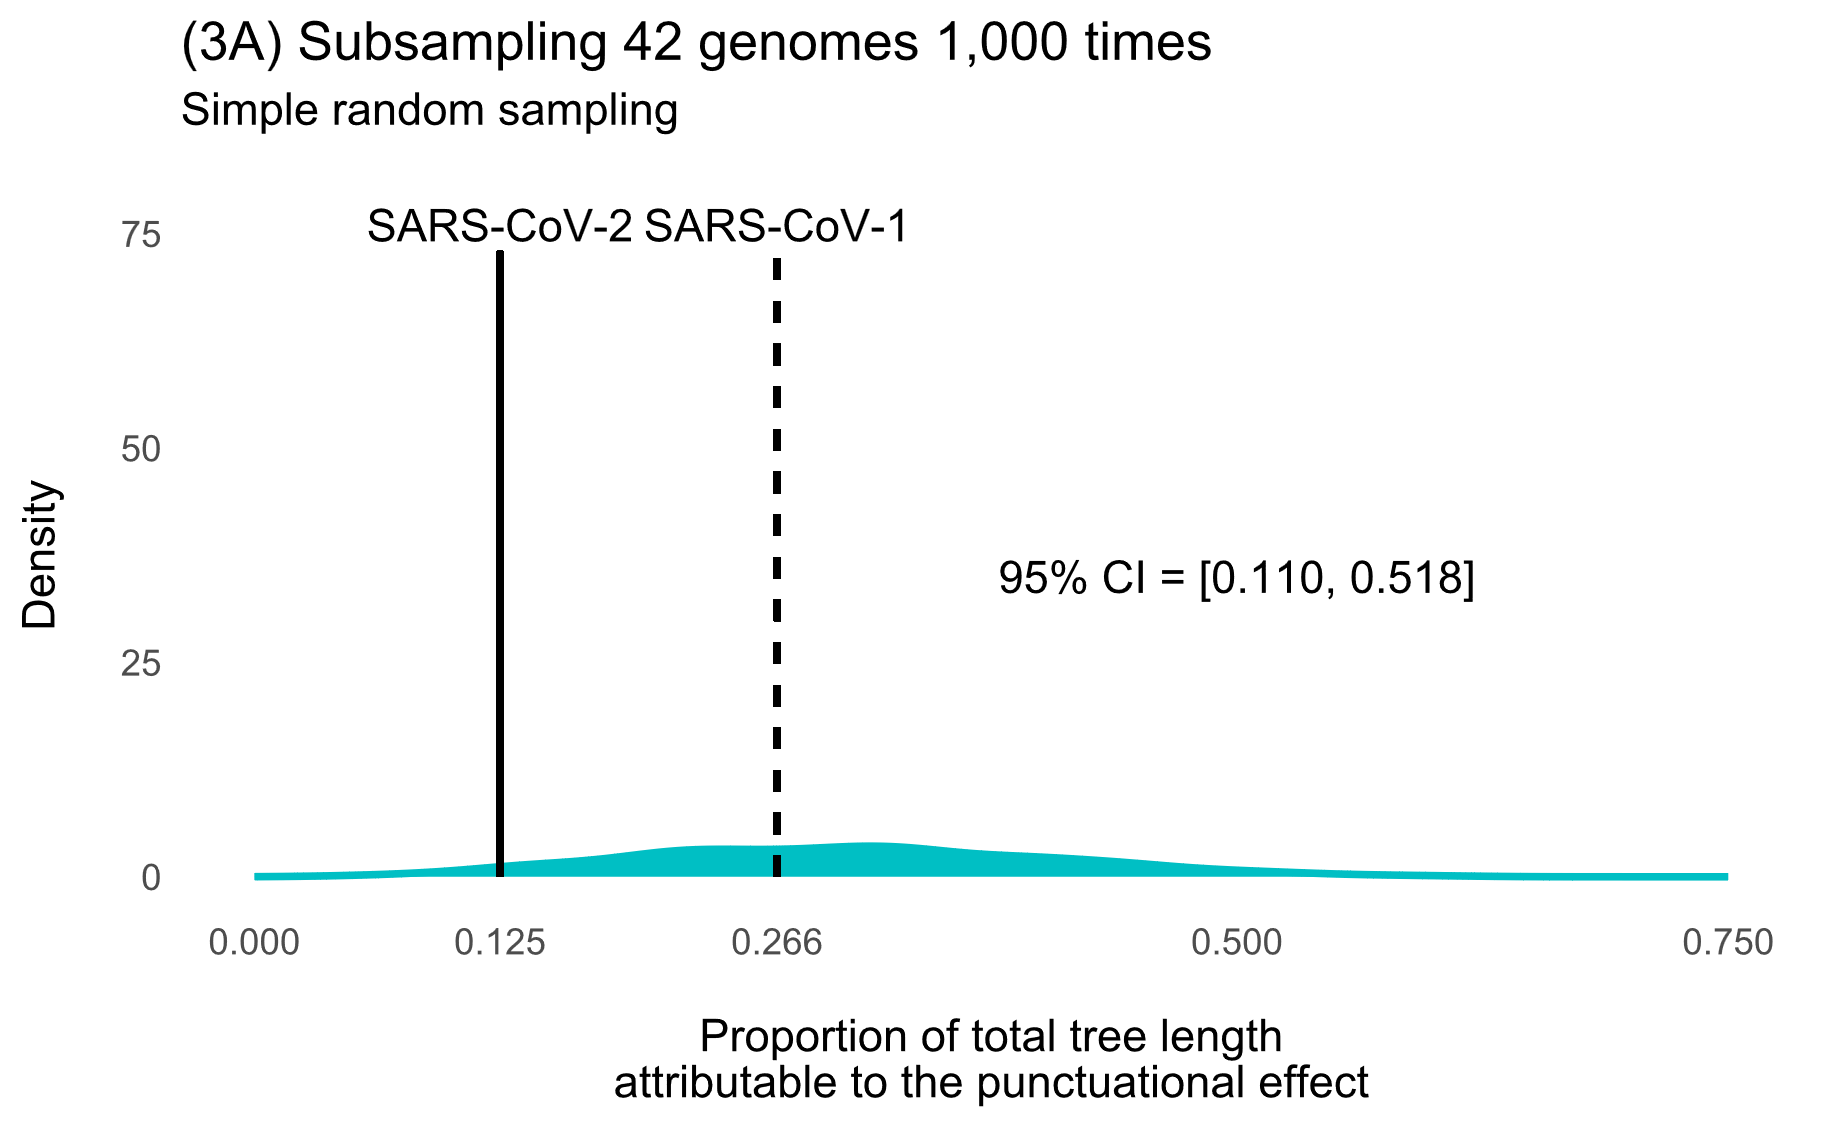 (3A) Subsampling 42 genomes 1,000 times
Simple random sampling
75
SARS-CoV-2 SARS-CoV-1
50
95% CI = [0.110, 0.518]
Density
25
0
0.000 0.125 0.266 0.500 0.750
Proportion of total tree length
attributable to the punctuational effect